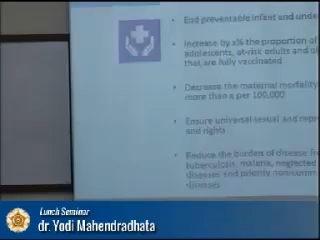 End preventable infant and unde
Increase by x% the proportion of
adolescents, at-risk adults and ol
that are fully vaccinated
Decrease the maternal mortality
more than x per 100,000
Ensure universal sexual and repr
and rights
Reduce the burden of disease fr
tuberculosis, malaria, neglected
diseases and priority non-comm
diseases
Lunch Seminar
dr. Yodi Mahendradhata